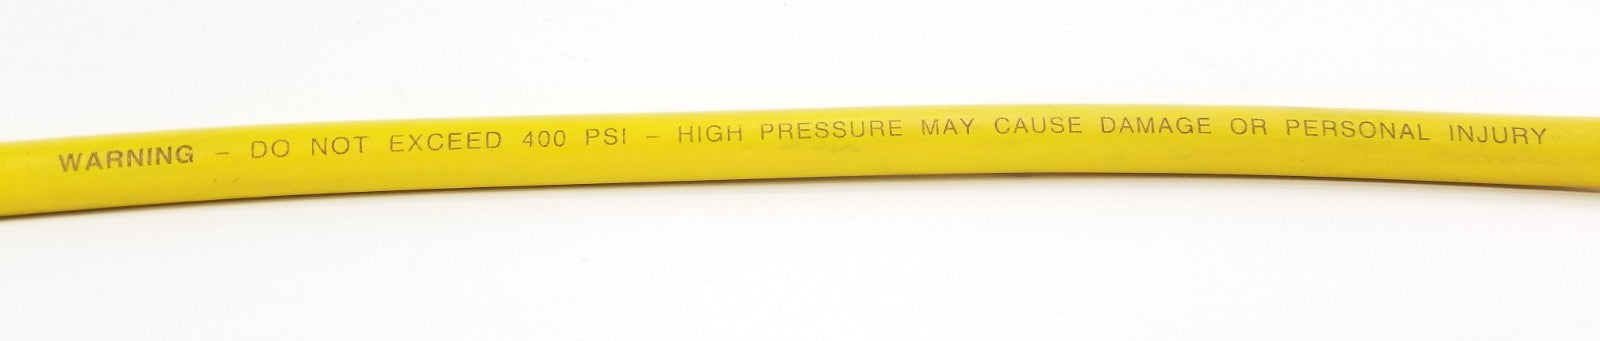 WARNING – DO NOT EXCEED 400 PSI – HIGH PRESSURE MAY CAUSE DAMAGE OR PERSONAL INJURY